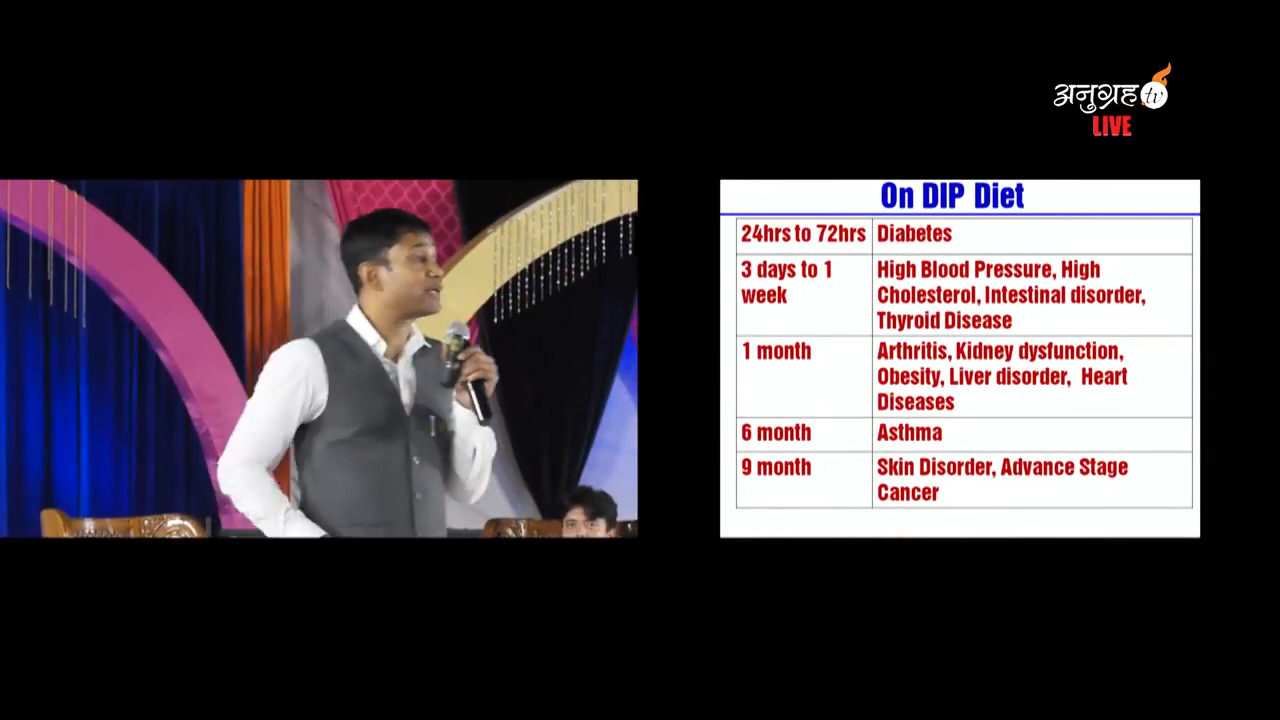 अनुग्रह tv
LIVE
On DIP Diet
24hrs to 72hrs Diabetes
3 days to 1 week High Blood Pressure, High
Cholesterol, Intestinal disorder,
Thyroid Disease
1 month Arthritis, Kidney dysfunction,
Obesity, Liver disorder, Heart
Diseases
6 month Asthma
9 month Skin Disorder, Advance Stage
Cancer